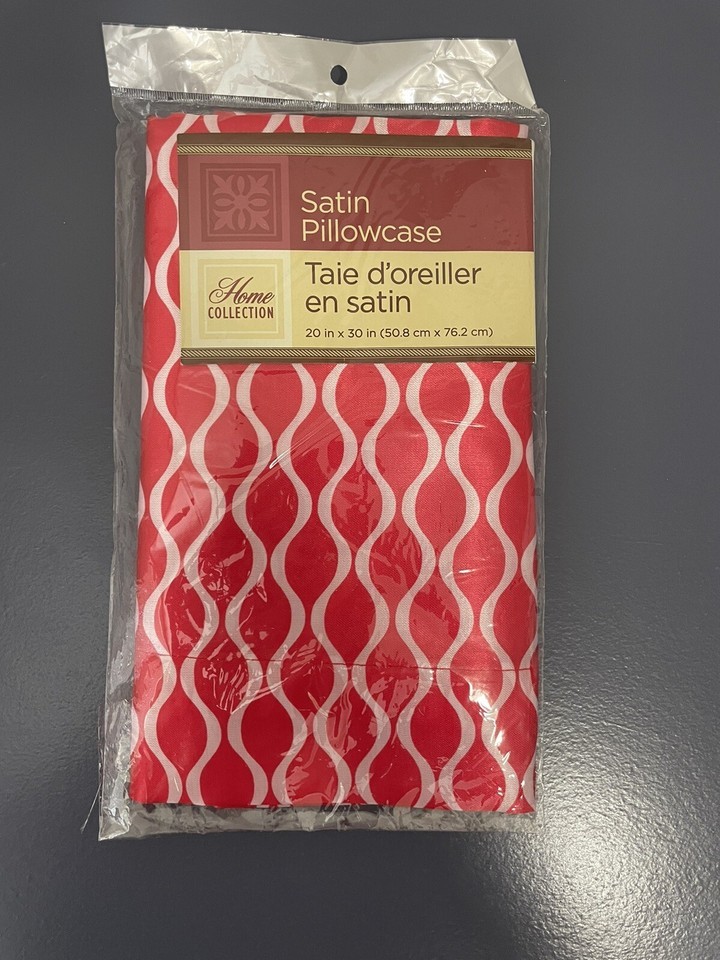 Satin
Pillowcase
Home
COLLECTION
Taie d'oreiller
en satin
20 in x 30 in (50.8 cm x 76.2 cm)